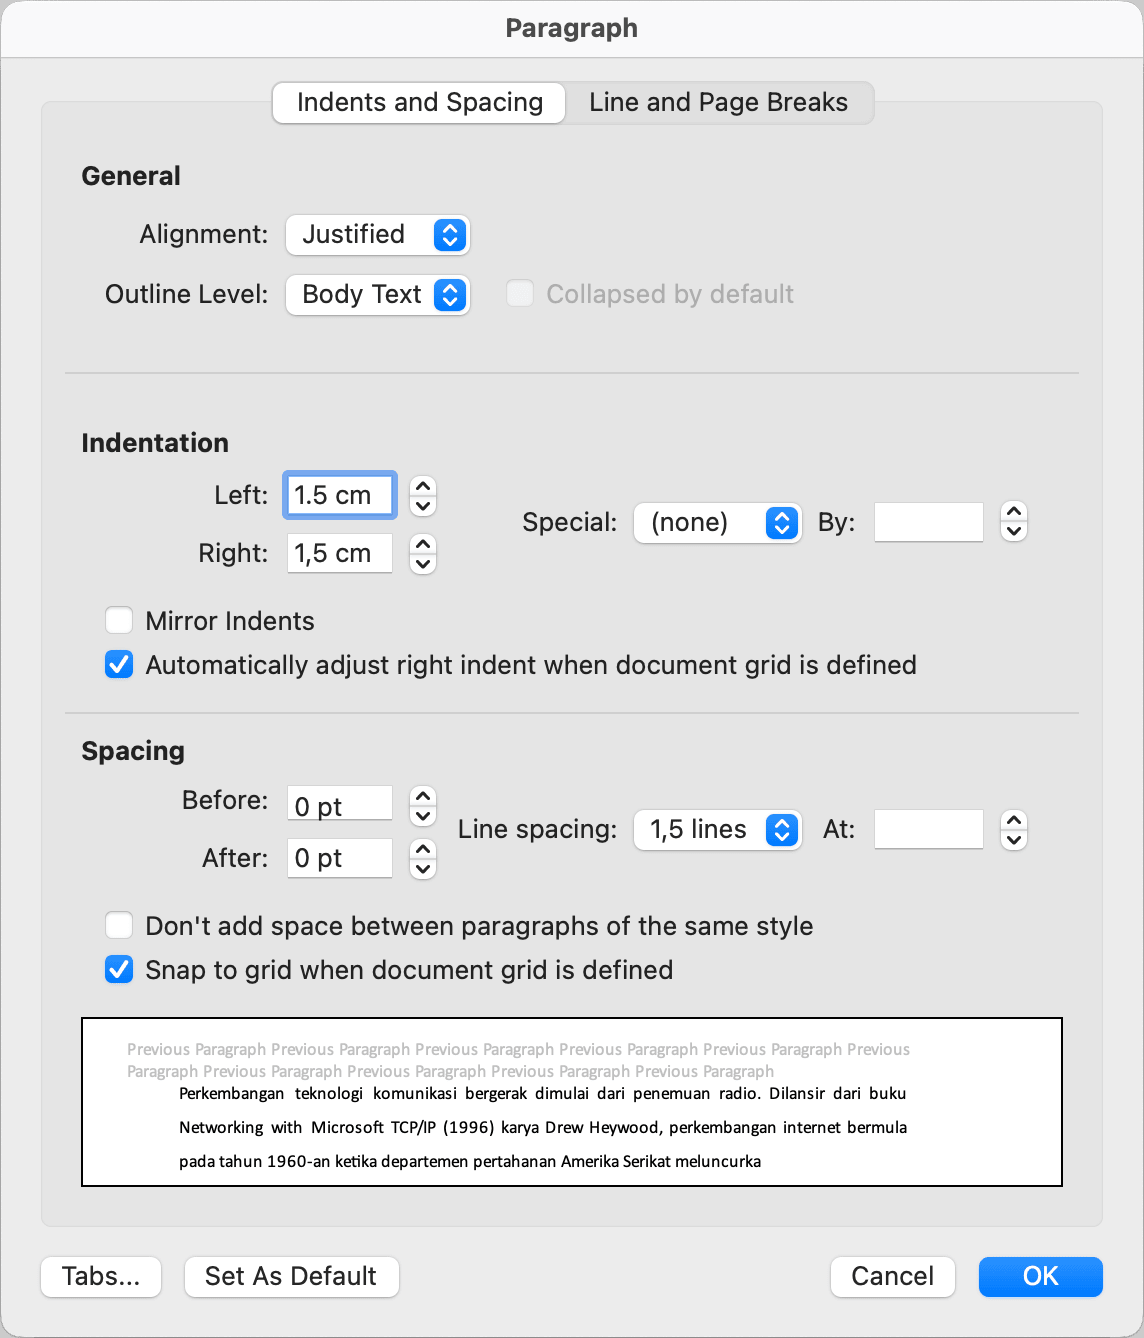 Paragraph
Indents and Spacing
Line and Page Breaks
General
Alignment: Justified
Outline Level: Body Text Collapsed by default
Indentation
Left: 1.5 cm
Right: 1,5 cm
Special: (none) By:
Mirror Indents
Automatically adjust right indent when document grid is defined
Spacing
Before: 0 pt
After: 0 pt
Line spacing: 1,5 lines At:
Don't add space between paragraphs of the same style
Snap to grid when document grid is defined
Previous Paragraph Previous Paragraph Previous Paragraph Previous Paragraph Previous Paragraph Previous
Paragraph Previous Paragraph Previous Paragraph Previous Paragraph Previous Paragraph
Perkembangan teknologi komunikasi bergerak dimulai dari penemuan radio. Dilansir dari buku
Networking with Microsoft TCP/IP (1996) karya Drew Heywood, perkembangan internet bermula
pada tahun 1960-an ketika departemen pertahanan Amerika Serikat meluncurka
Tabs... Set As Default Cancel OK